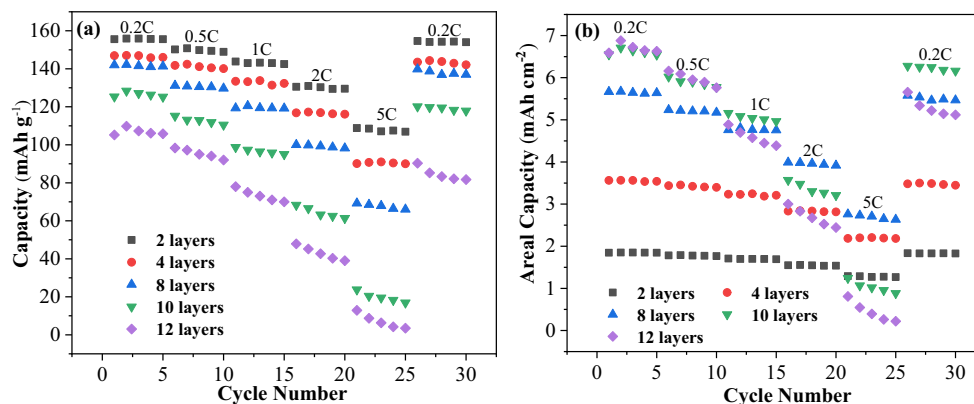 (a)
0.2C
0.5C
1C
2C
5C
0.2C
Capacity (mAh g⁻¹)
160
140
120
100
80
60
40
20
0
2 layers
4 layers
8 layers
10 layers
12 layers
0 5 10 15 20 25 30
Cycle Number
(b)
0.2C
0.5C
1C
2C
5C
0.2C
Areal Capacity (mAh cm⁻²)
7
6
5
4
3
2
1
0
2 layers 4 layers
8 layers 10 layers
12 layers
0 5 10 15 20 25 30
Cycle Number